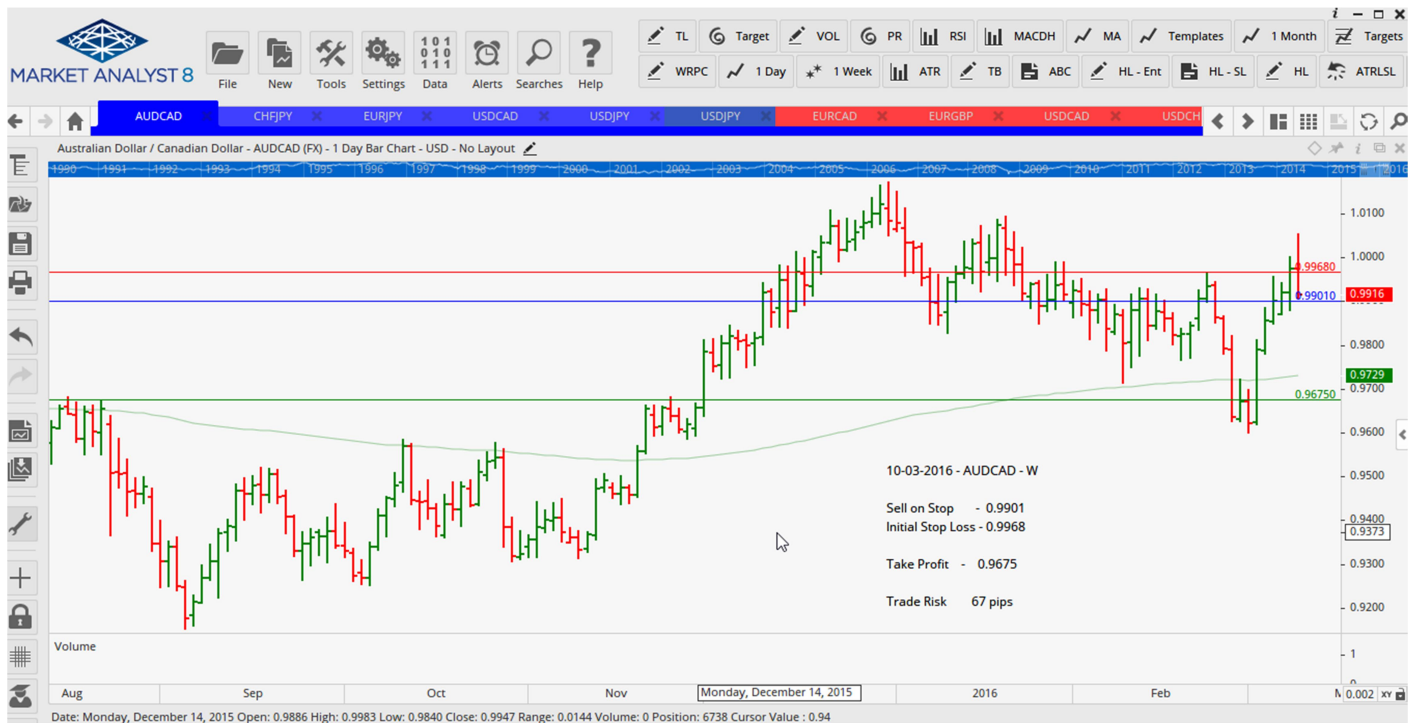 i
TL Target VOL PR RSI MACDH MA Templates 1 Month Targets
MARKET ANALYST 8
101
010
111
File New Tools Settings Data Alerts Searches Help
WRPC 1 Day 1 Week ATR TB ABC HL - Ent HL - SL HL ATRLSL
AUDCAD CHFJPY EURJPY USDCAD USDJPY USDJPY EURCAD EURGBP USDCAD USDCH
Australian Dollar / Canadian Dollar - AUDCAD (FX) - 1 Day Bar Chart - USD - No Layout
1990 1991 1992 1993 1994 1995 1996 1997 1998 1999 2000 2001 2002 2003 2004 2005 2006 2007 2008 2009 2010 2011 2012 2013 2014 2015 2016
1.0100
1.0000
0.99680
0.9916
0.99010
0.9800
0.9729
0.9700
0.96750
0.9600
10-03-2016 - AUDCAD - W
0.9500
Sell on Stop - 0.9901
Initial Stop Loss - 0.9968
0.9400
0.9373
Take Profit - 0.9675
0.9300
Trade Risk 67 pips
0.9200
Volume
1
Aug Sep Oct Nov Monday, December 14, 2015 2016 Feb 0.002 XY
Date: Monday, December 14, 2015 Open: 0.9886 High: 0.9983 Low: 0.9840 Close: 0.9947 Range: 0.0144 Volume: 0 Position: 6738 Cursor Value : 0.94